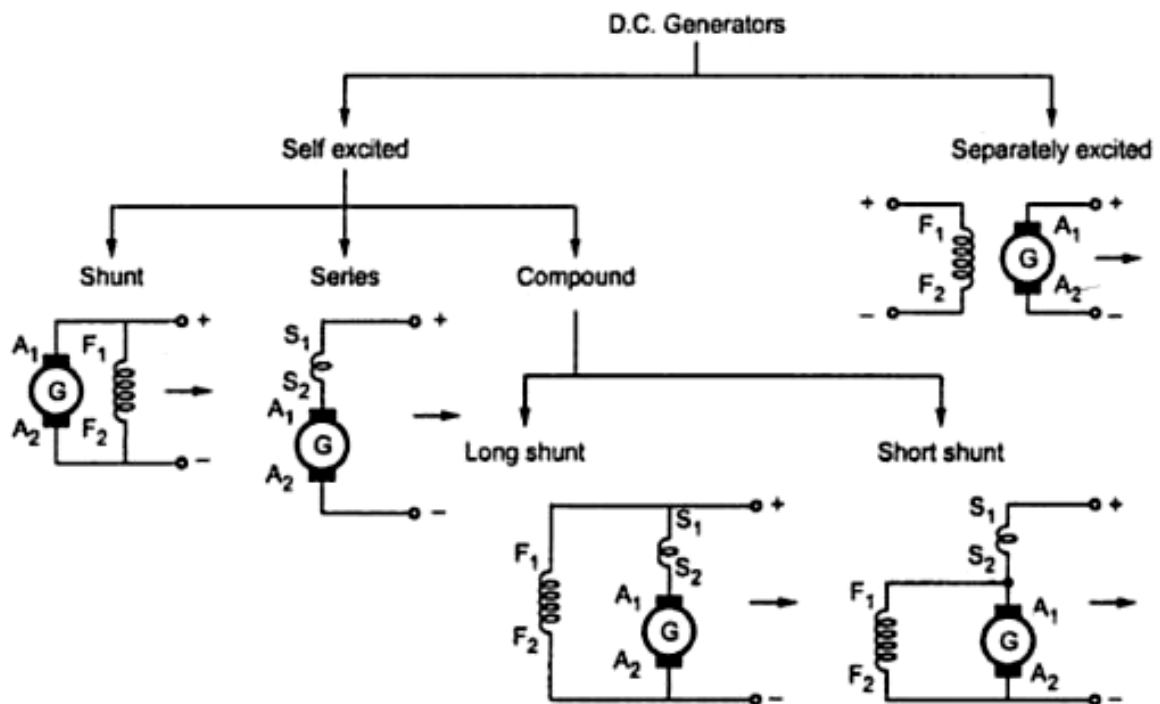 D.C. Generators
Self excited
Separately excited
+ F₁ A₁ +
G
− F₂ A₂ −
Shunt
Series
Compound
A₁ F₁ +
G
A₂ F₂ −
S₁ +
S₂
A₁
G
A₂
−
Long shunt
Short shunt
F₁ S₁ +
S₂
A₁
G
F₂ A₂
−
S₁ +
S₂
F₁ A₁
G
F₂ A₂
−